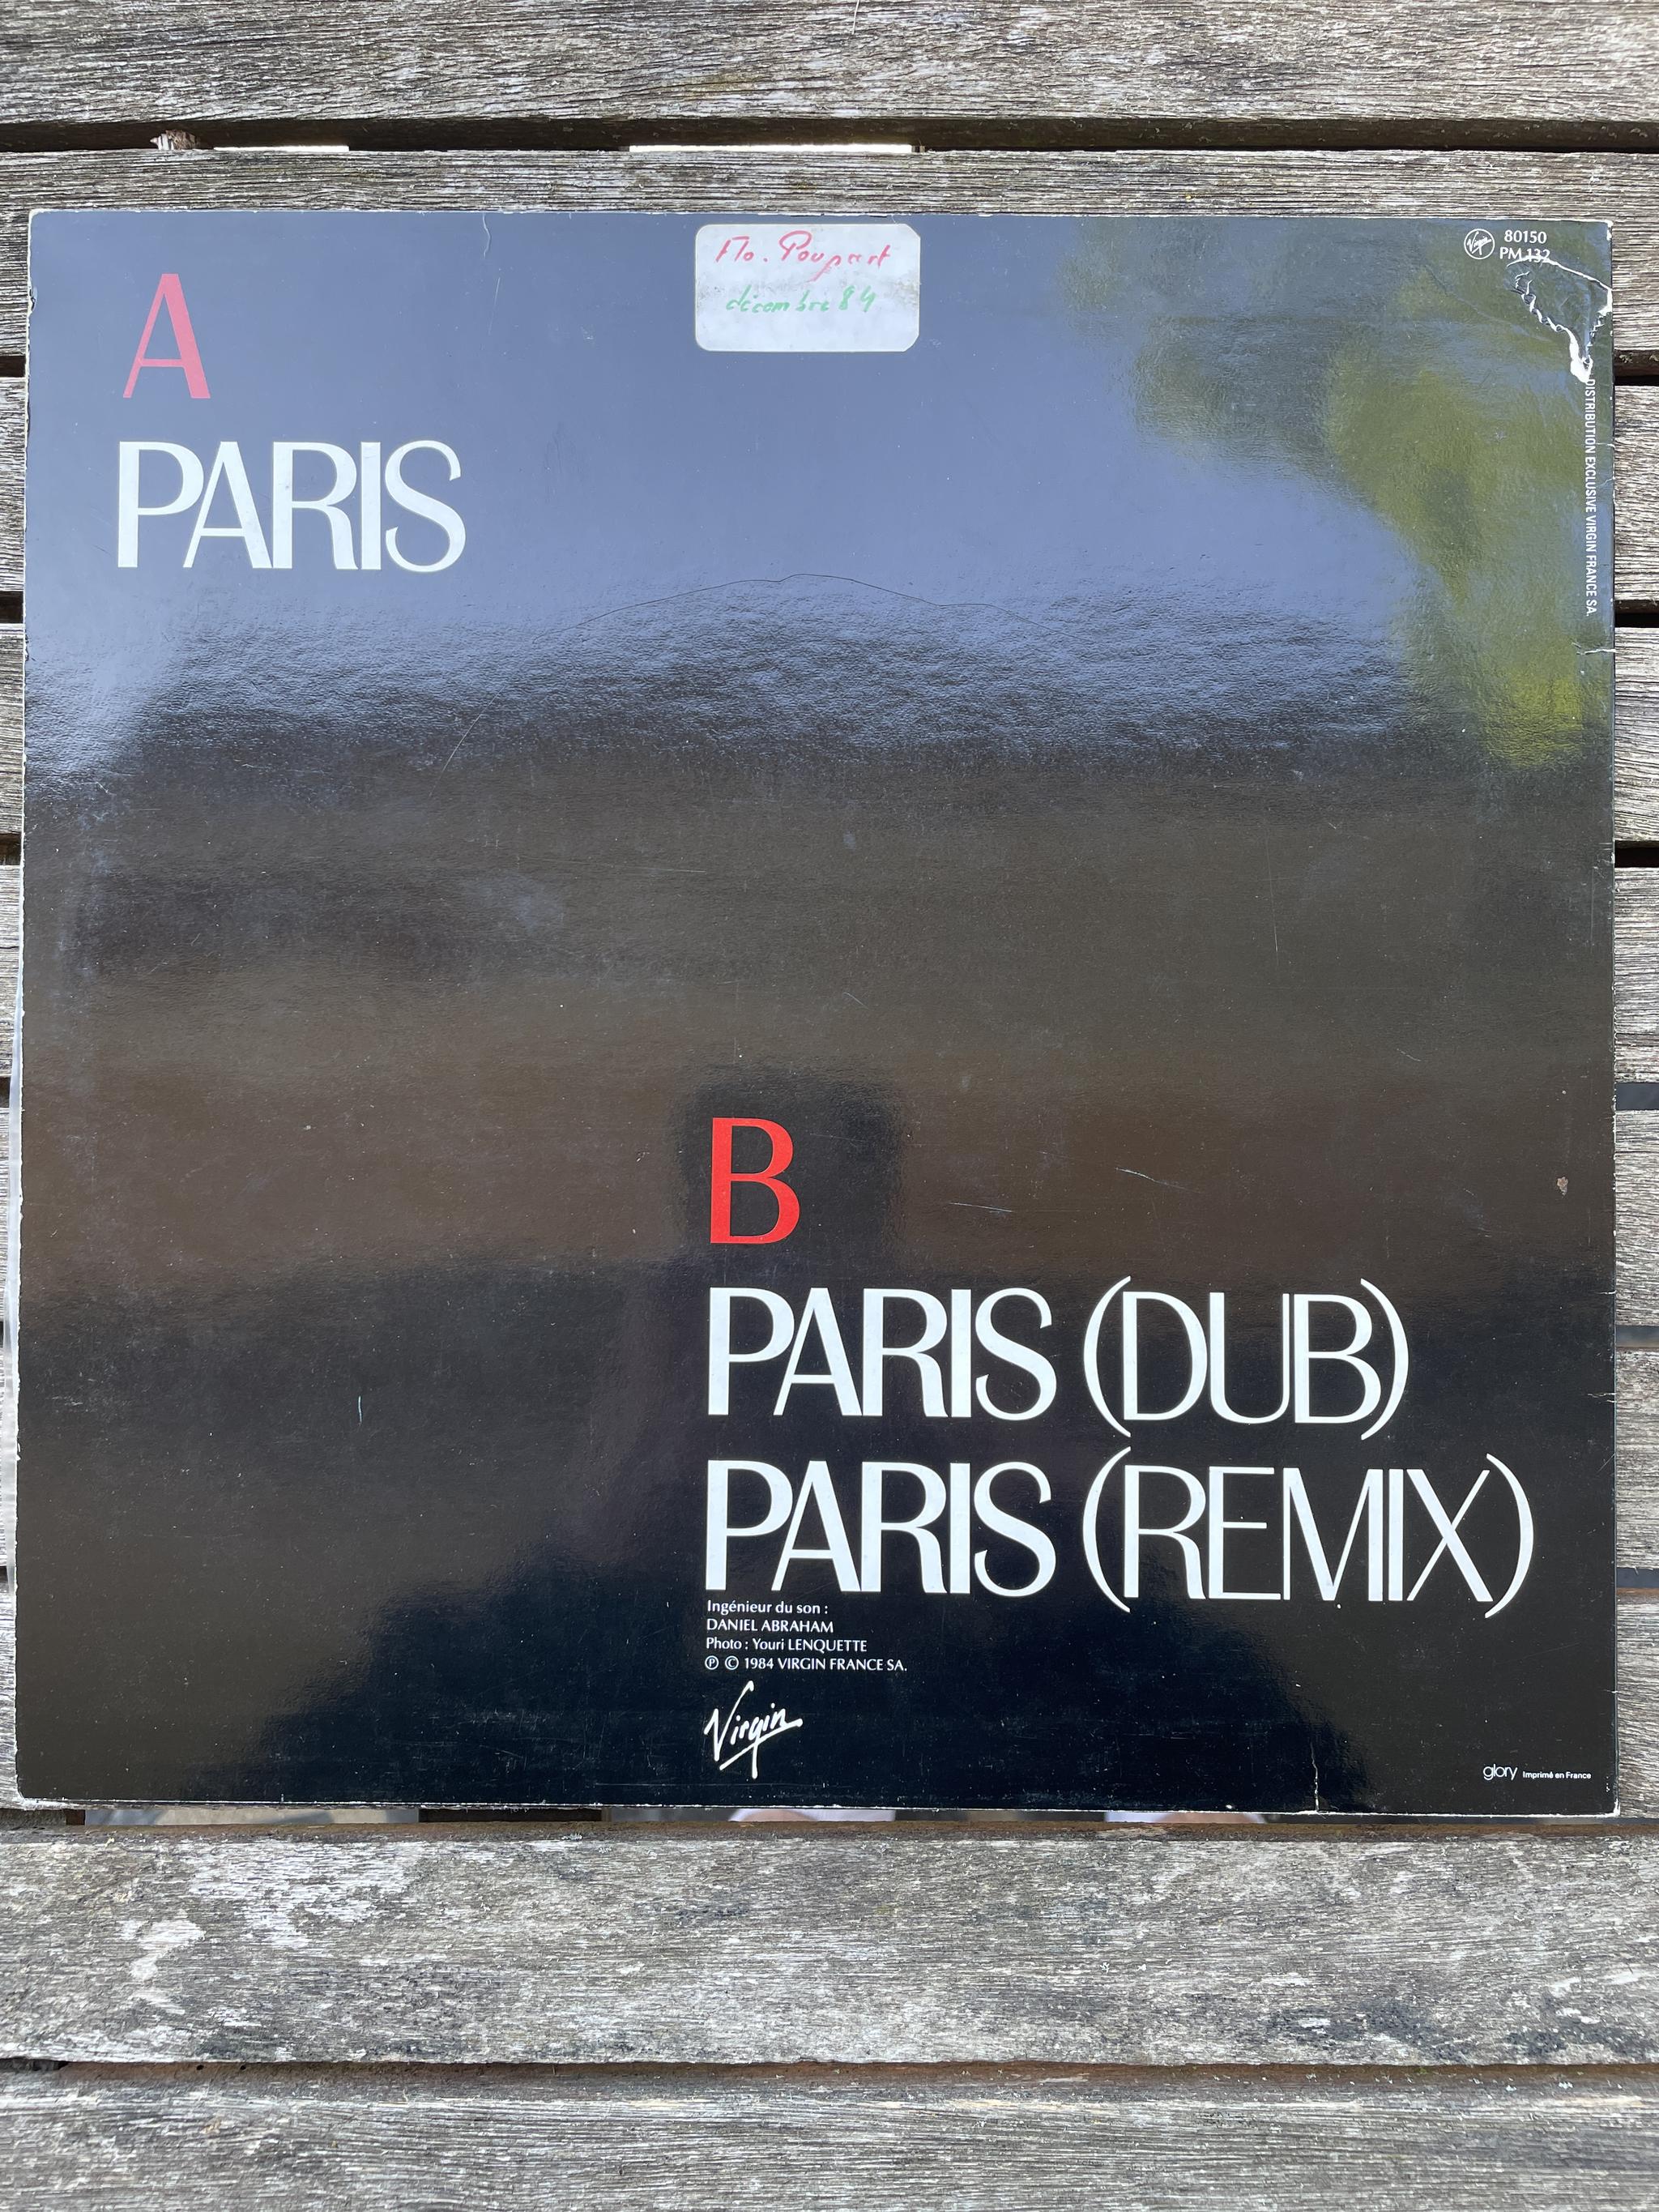 Flo. Poupart
décembre 84
Virgin
80150
PM 132
A
PARIS
DISTRIBUTION EXCLUSIVE VIRGIN FRANCE SA.
B
PARIS (DUB)
PARIS (REMIX)
Ingénieur du son :
DANIEL ABRAHAM
Photo : Youri LENQUETTE
℗ © 1984 VIRGIN FRANCE SA.
Virgin
glory Imprimé en France